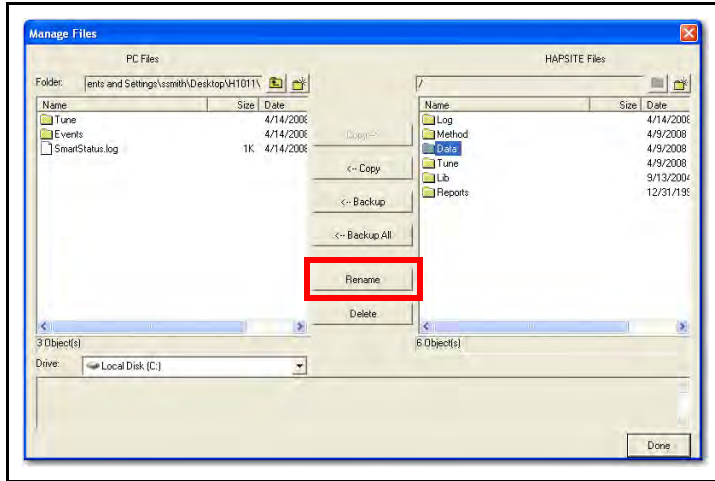 Manage Files
PC Files
HAPSITE Files
Folder: ents and Settings\ssmith\Desktop\H1011\
/
Name Size Date
Tune 4/14/2008
Events 4/14/2008
SmartStatus.log 1K 4/14/2008
Copy -->
<-- Copy
<-- Backup
<-- Backup All
Rename
Delete
Name Size Date
Log 4/14/2008
Method 4/9/2008
Data 4/9/2008
Tune 4/9/2008
Lib 9/13/2004
Reports 12/31/199
3 Object(s)
6 Object(s)
Drive: Local Disk (C:)
Done